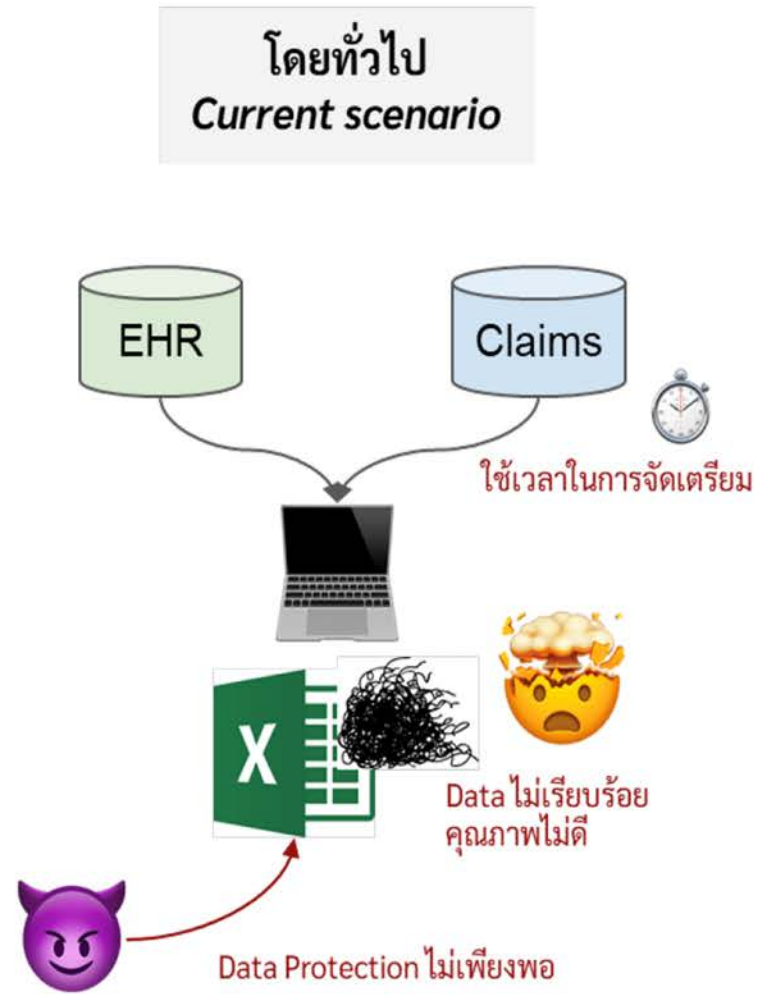 โดยทั่วไป
Current scenario
EHR
Claims
ใช้เวลาในการจัดเตรียม
X
Data ไม่เรียบร้อย
คุณภาพไม่ดี
Data Protection ไม่เพียงพอ